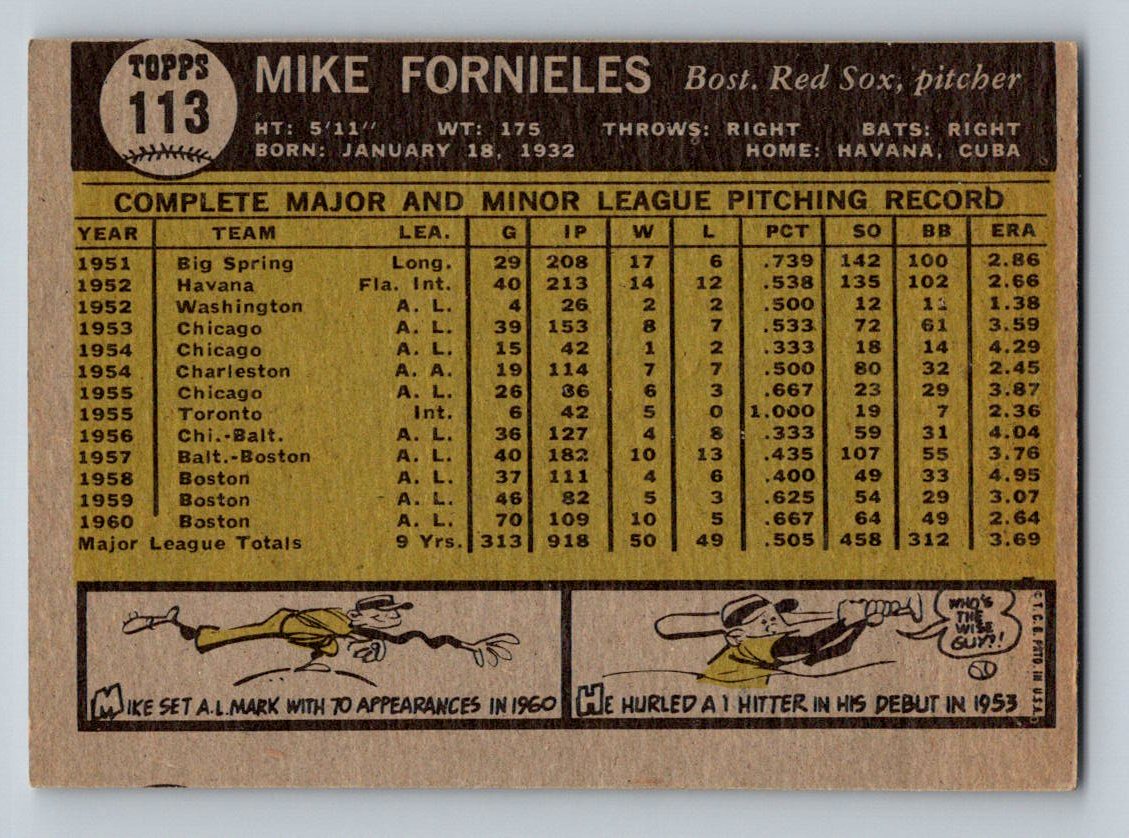 TOPPS
113
MIKE FORNIELES Bost. Red Sox, pitcher
HT: 5'11" WT: 175 THROWS: RIGHT BATS: RIGHT
BORN: JANUARY 18, 1932 HOME: HAVANA, CUBA
COMPLETE MAJOR AND MINOR LEAGUE PITCHING RECORD
YEAR TEAM LEA. G IP W L PCT SO BB ERA
1951 Big Spring Long. 29 208 17 6 .739 142 100 2.86
1952 Havana Fla. Int. 40 213 14 12 .538 135 102 2.66
1952 Washington A. L. 4 26 2 2 .500 12 11 1.38
1953 Chicago A. L. 39 153 8 7 .533 72 61 3.59
1954 Chicago A. L. 15 42 1 2 .333 18 14 4.29
1954 Charleston A. A. 19 114 7 7 .500 80 32 2.45
1955 Chicago A. L. 26 86 6 3 .667 23 29 3.87
1955 Toronto Int. 6 42 5 0 1.000 19 7 2.36
1956 Chi.-Balt. A. L. 36 127 4 8 .333 59 31 4.04
1957 Balt.-Boston A. L. 40 182 10 13 .435 107 55 3.76
1958 Boston A. L. 37 111 4 6 .400 49 33 4.95
1959 Boston A. L. 46 82 5 3 .625 54 29 3.07
1960 Boston A. L. 70 109 10 5 .667 64 49 2.64
Major League Totals 9 Yrs. 313 918 50 49 .505 458 312 3.69
WHO'S
THE
WISE
GUY?!
MIKE SET A.L. MARK WITH 70 APPEARANCES IN 1960
HE HURLED A 1 HITTER IN HIS DEBUT IN 1953
© T.C.G. PRTD. IN U.S.A.